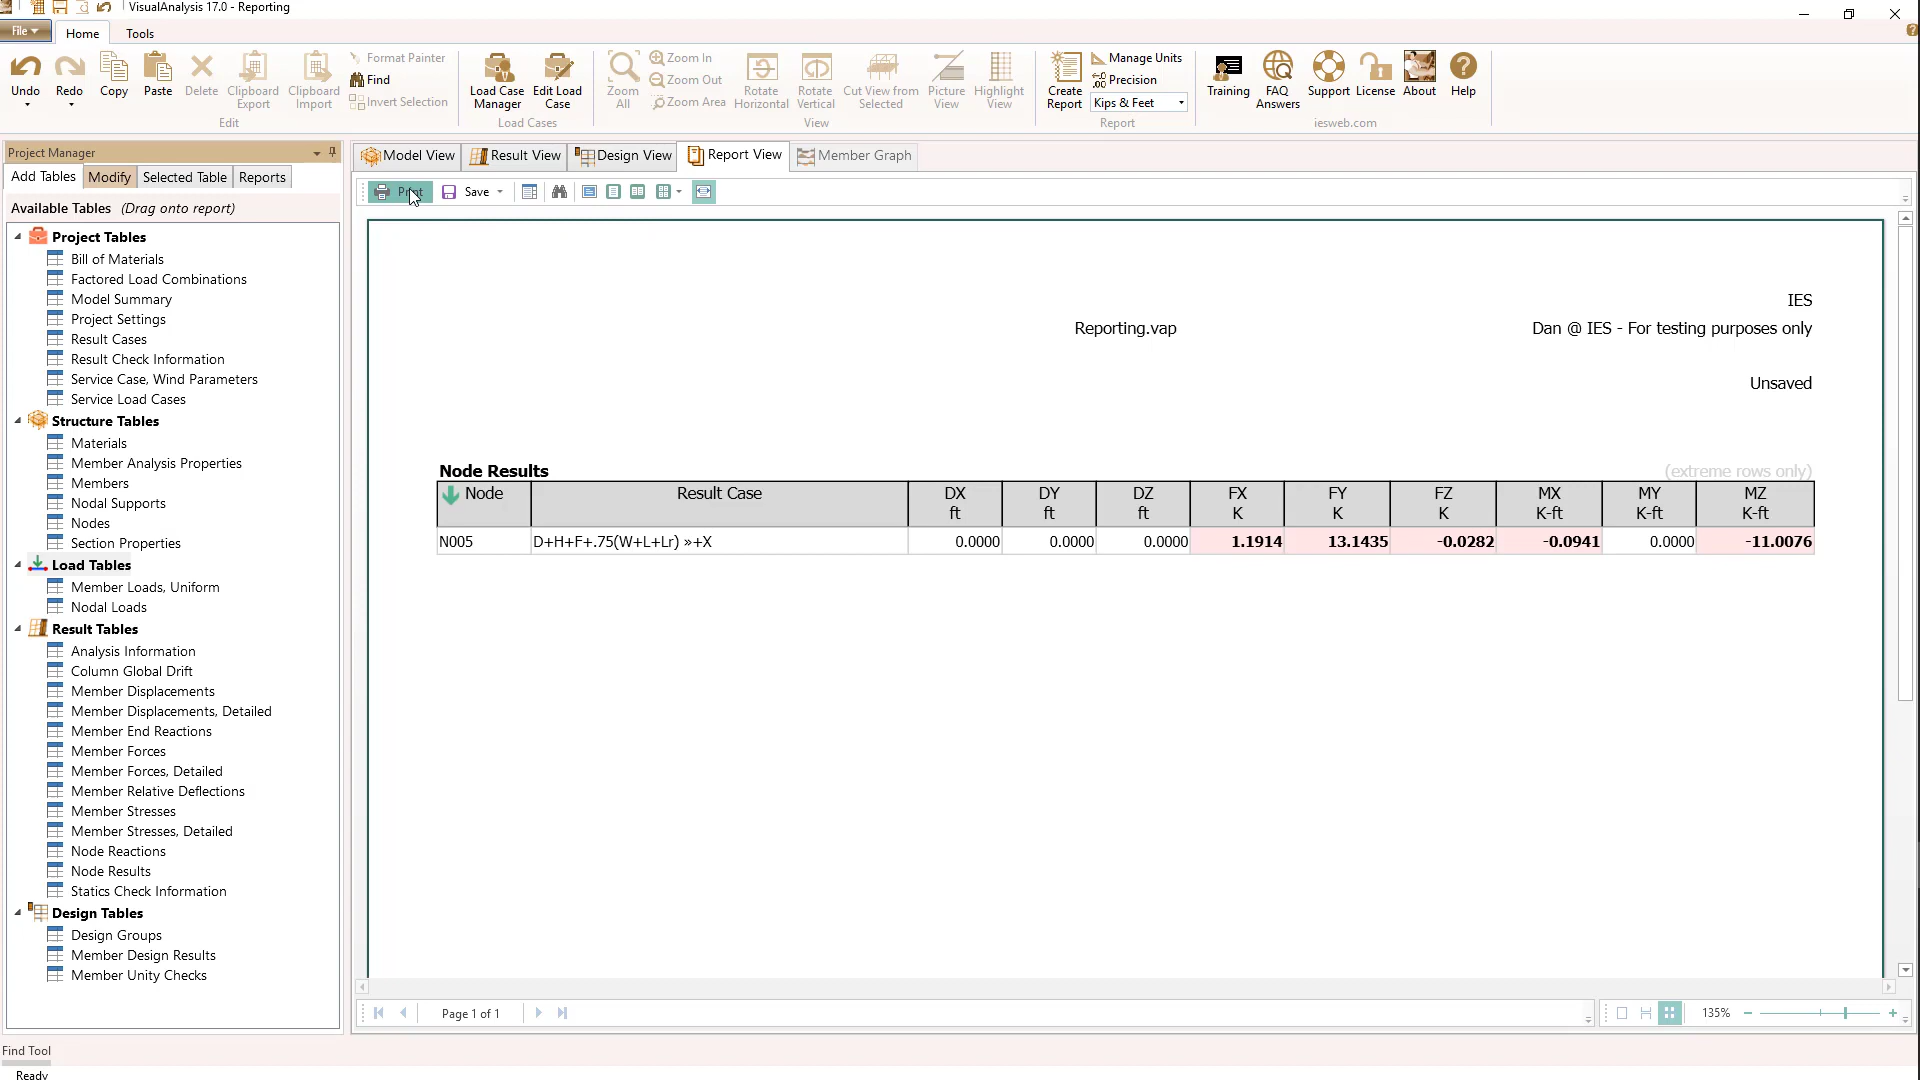 VisualAnalysis 17.0 - Reporting
File
Home
Tools
Undo
Redo
Copy
Paste
Delete
Clipboard Export
Clipboard Import
Format Painter
Find
Invert Selection
Edit
Load Case Manager
Edit Load Case
Load Cases
Zoom All
Zoom In
Zoom Out
Zoom Area
Rotate Horizontal
Rotate Vertical
Cut View from Selected
Picture View
Highlight View
View
Create Report
Manage Units
.00 Precision
Kips & Feet
Report
Training
FAQ Answers
Support
License
About
Help
iesweb.com
Project Manager
Add Tables
Modify
Selected Table
Reports
Available Tables (Drag onto report)
Project Tables
Bill of Materials
Factored Load Combinations
Model Summary
Project Settings
Result Cases
Result Check Information
Service Case, Wind Parameters
Service Load Cases
Structure Tables
Materials
Member Analysis Properties
Members
Nodal Supports
Nodes
Section Properties
Load Tables
Member Loads, Uniform
Nodal Loads
Result Tables
Analysis Information
Column Global Drift
Member Displacements
Member Displacements, Detailed
Member End Reactions
Member Forces
Member Forces, Detailed
Member Relative Deflections
Member Stresses
Member Stresses, Detailed
Node Reactions
Node Results
Statics Check Information
Design Tables
Design Groups
Member Design Results
Member Unity Checks
Model View
Result View
Design View
Report View
Member Graph
Print
Save
IES
Reporting.vap
Dan @ IES - For testing purposes only
Unsaved
Node Results
(extreme rows only)
Node Result Case DX DY DZ FX FY FZ MX MY MZ
ft ft ft K K K K-ft K-ft K-ft
N005 D+H+F+.75(W+L+Lr) »+X 0.0000 0.0000 0.0000 1.1914 13.1435 -0.0282 -0.0941 0.0000 -11.0076
Page 1 of 1
135%
Find Tool
Ready